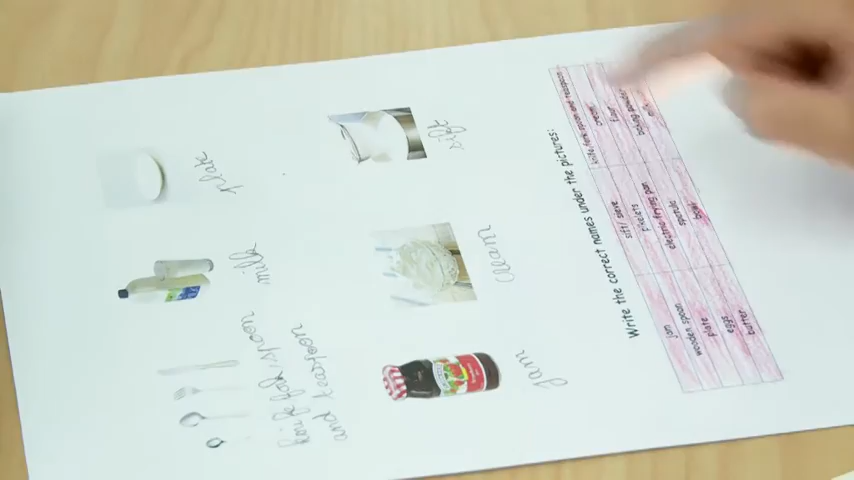 Write the correct names under the pictures:
jam
sift / sieve
knife, fork, spoon and teaspoon
wooden spoon
pikelets
cream
plate
electric frying pan
flour
eggs
spatula
baking powder
butter
bowl
milk
Jam
cream
sift
knife fork spoon
and teaspoon
milk
plate